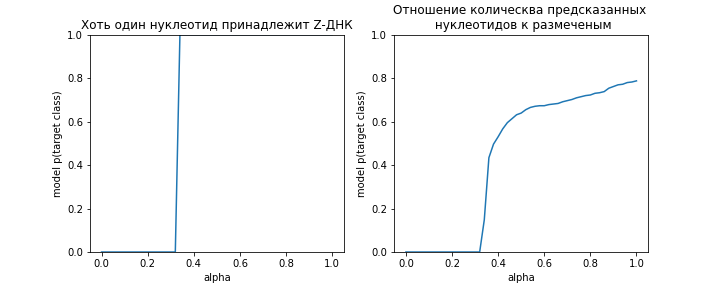 Хоть один нуклеотид принадлежит Z-ДНК
1.0
0.8
0.6
0.4
0.2
0.0
model p(target class)
0.0 0.2 0.4 0.6 0.8 1.0
alpha
Отношение колическва предсказанных
нуклеотидов к размеченым
1.0
0.8
0.6
0.4
0.2
0.0
model p(target class)
0.0 0.2 0.4 0.6 0.8 1.0
alpha